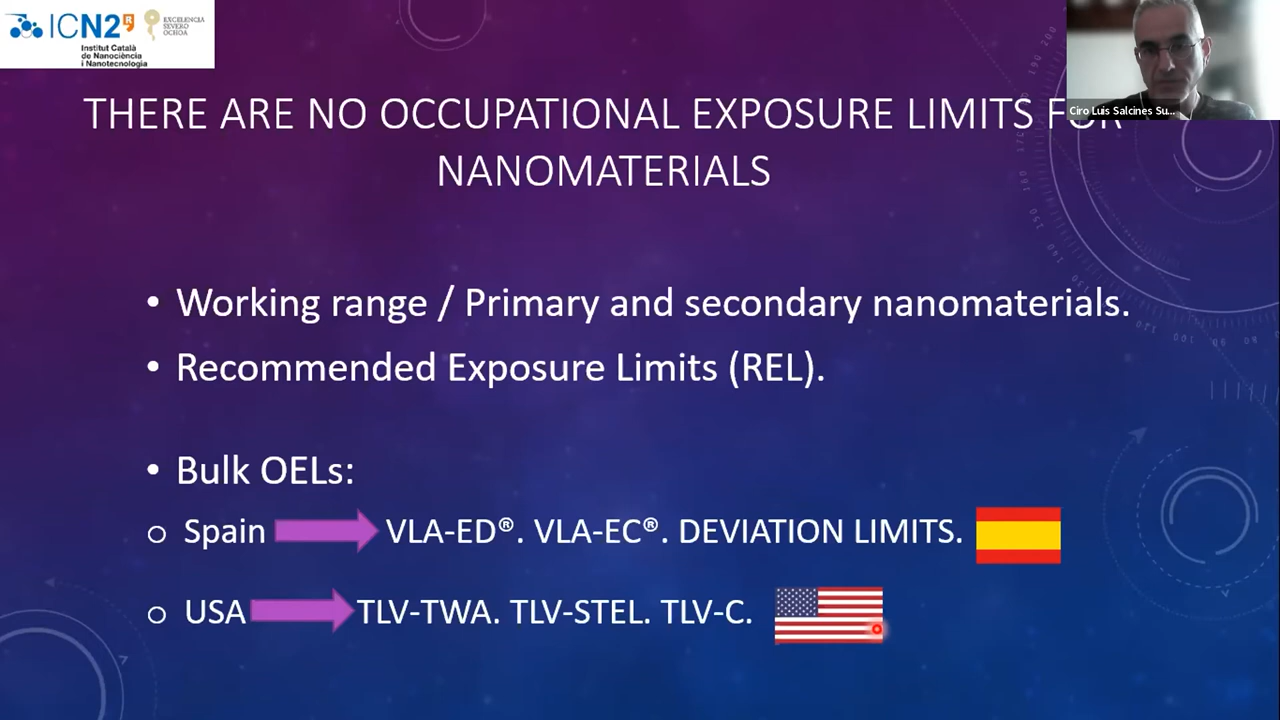 ICN2
Institut Català
de Nanociència
i Nanotecnologia
EXCELENCIA
SEVERO
OCHOA
Ciro Luis Salcines Su...
THERE ARE NO OCCUPATIONAL EXPOSURE LIMITS FOR
NANOMATERIALS
• Working range / Primary and secondary nanomaterials.
• Recommended Exposure Limits (REL).
• Bulk OELs:
o Spain VLA-ED®. VLA-EC®. DEVIATION LIMITS.
o USA TLV-TWA. TLV-STEL. TLV-C.